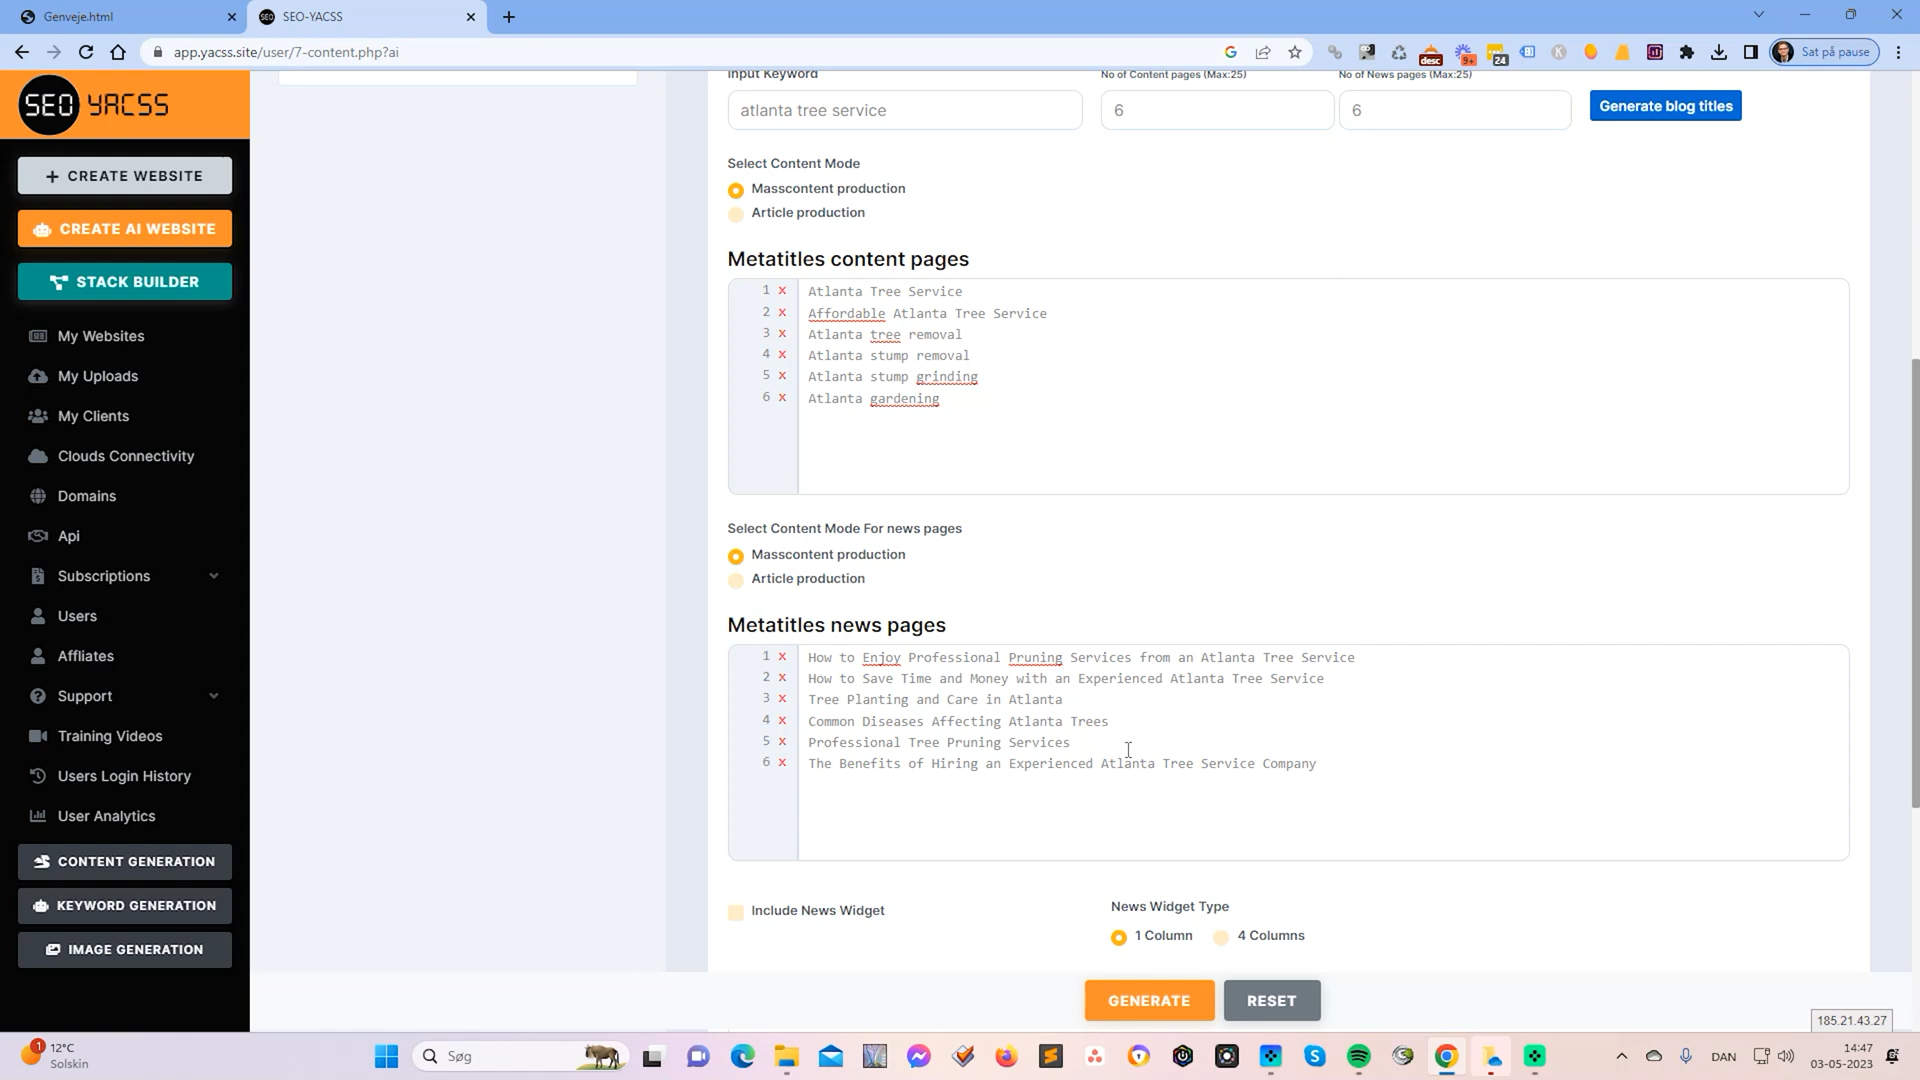 Genveje.html
SEO-YACSS
app.yacss.site/user/7-content.php?ai
desc
9+
24
K
Sat på pause
SEO YACSS
CREATE WEBSITE
CREATE AI WEBSITE
STACK BUILDER
My Websites
My Uploads
My Clients
Clouds Connectivity
Domains
Api
Subscriptions
Users
Affliates
Support
Training Videos
Users Login History
User Analytics
CONTENT GENERATION
KEYWORD GENERATION
IMAGE GENERATION
Input Keyword
No of Content pages (Max:25)
No of News pages (Max:25)
atlanta tree service
6
6
Generate blog titles
Select Content Mode
Masscontent production
Article production
Metatitles content pages
1 x Atlanta Tree Service
2 x Affordable Atlanta Tree Service
3 x Atlanta tree removal
4 x Atlanta stump removal
5 x Atlanta stump grinding
6 x Atlanta gardening
Select Content Mode For news pages
Masscontent production
Article production
Metatitles news pages
1 x How to Enjoy Professional Pruning Services from an Atlanta Tree Service
2 x How to Save Time and Money with an Experienced Atlanta Tree Service
3 x Tree Planting and Care in Atlanta
4 x Common Diseases Affecting Atlanta Trees
5 x Professional Tree Pruning Services
6 x The Benefits of Hiring an Experienced Atlanta Tree Service Company
Include News Widget
News Widget Type
1 Column
4 Columns
GENERATE
RESET
185.21.43.27
1
12°C
Solskin
Søg
DAN
14:47
03-05-2023